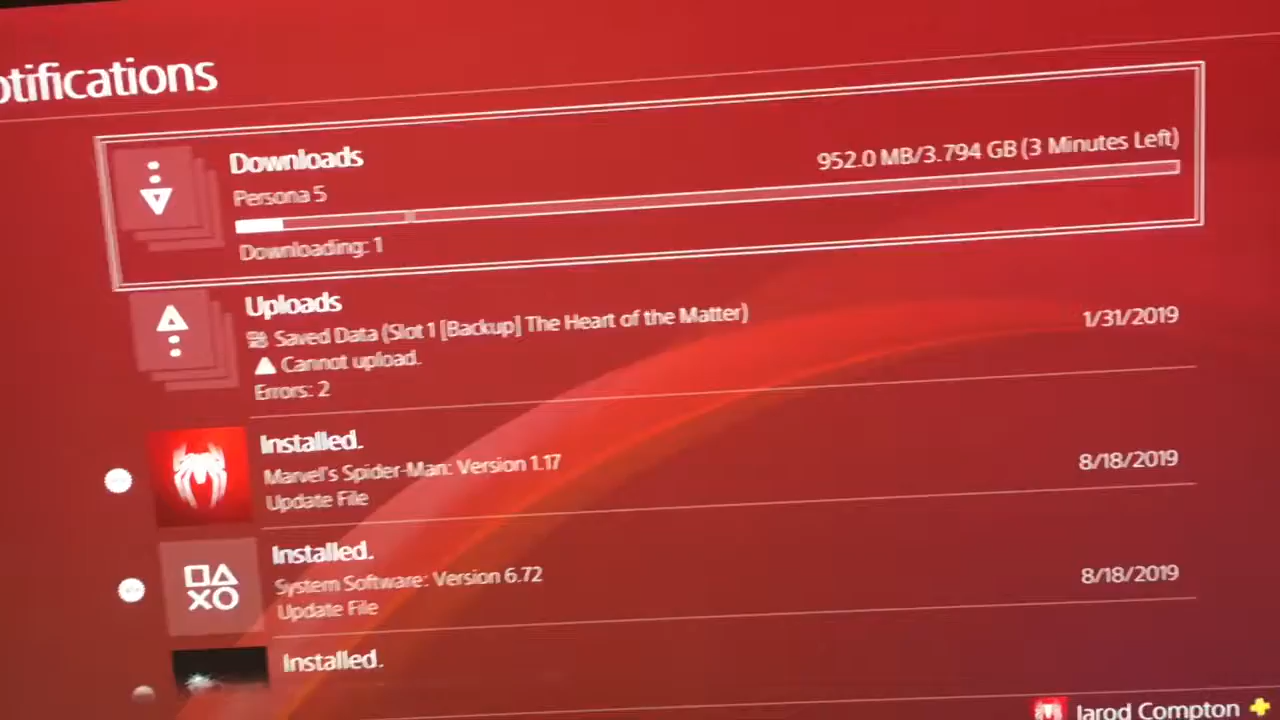 otifications
Downloads
952.0 MB/3.794 GB (3 Minutes Left)
Persona 5
Downloading: 1
Uploads
Saved Data (Slot 1 [Backup] The Heart of the Matter)
1/31/2019
Cannot upload.
Errors: 2
Installed.
Marvel's Spider-Man: Version 1.17
8/18/2019
Update File
Installed.
System Software: Version 6.72
8/18/2019
Update File
Installed.
Jarod Compton